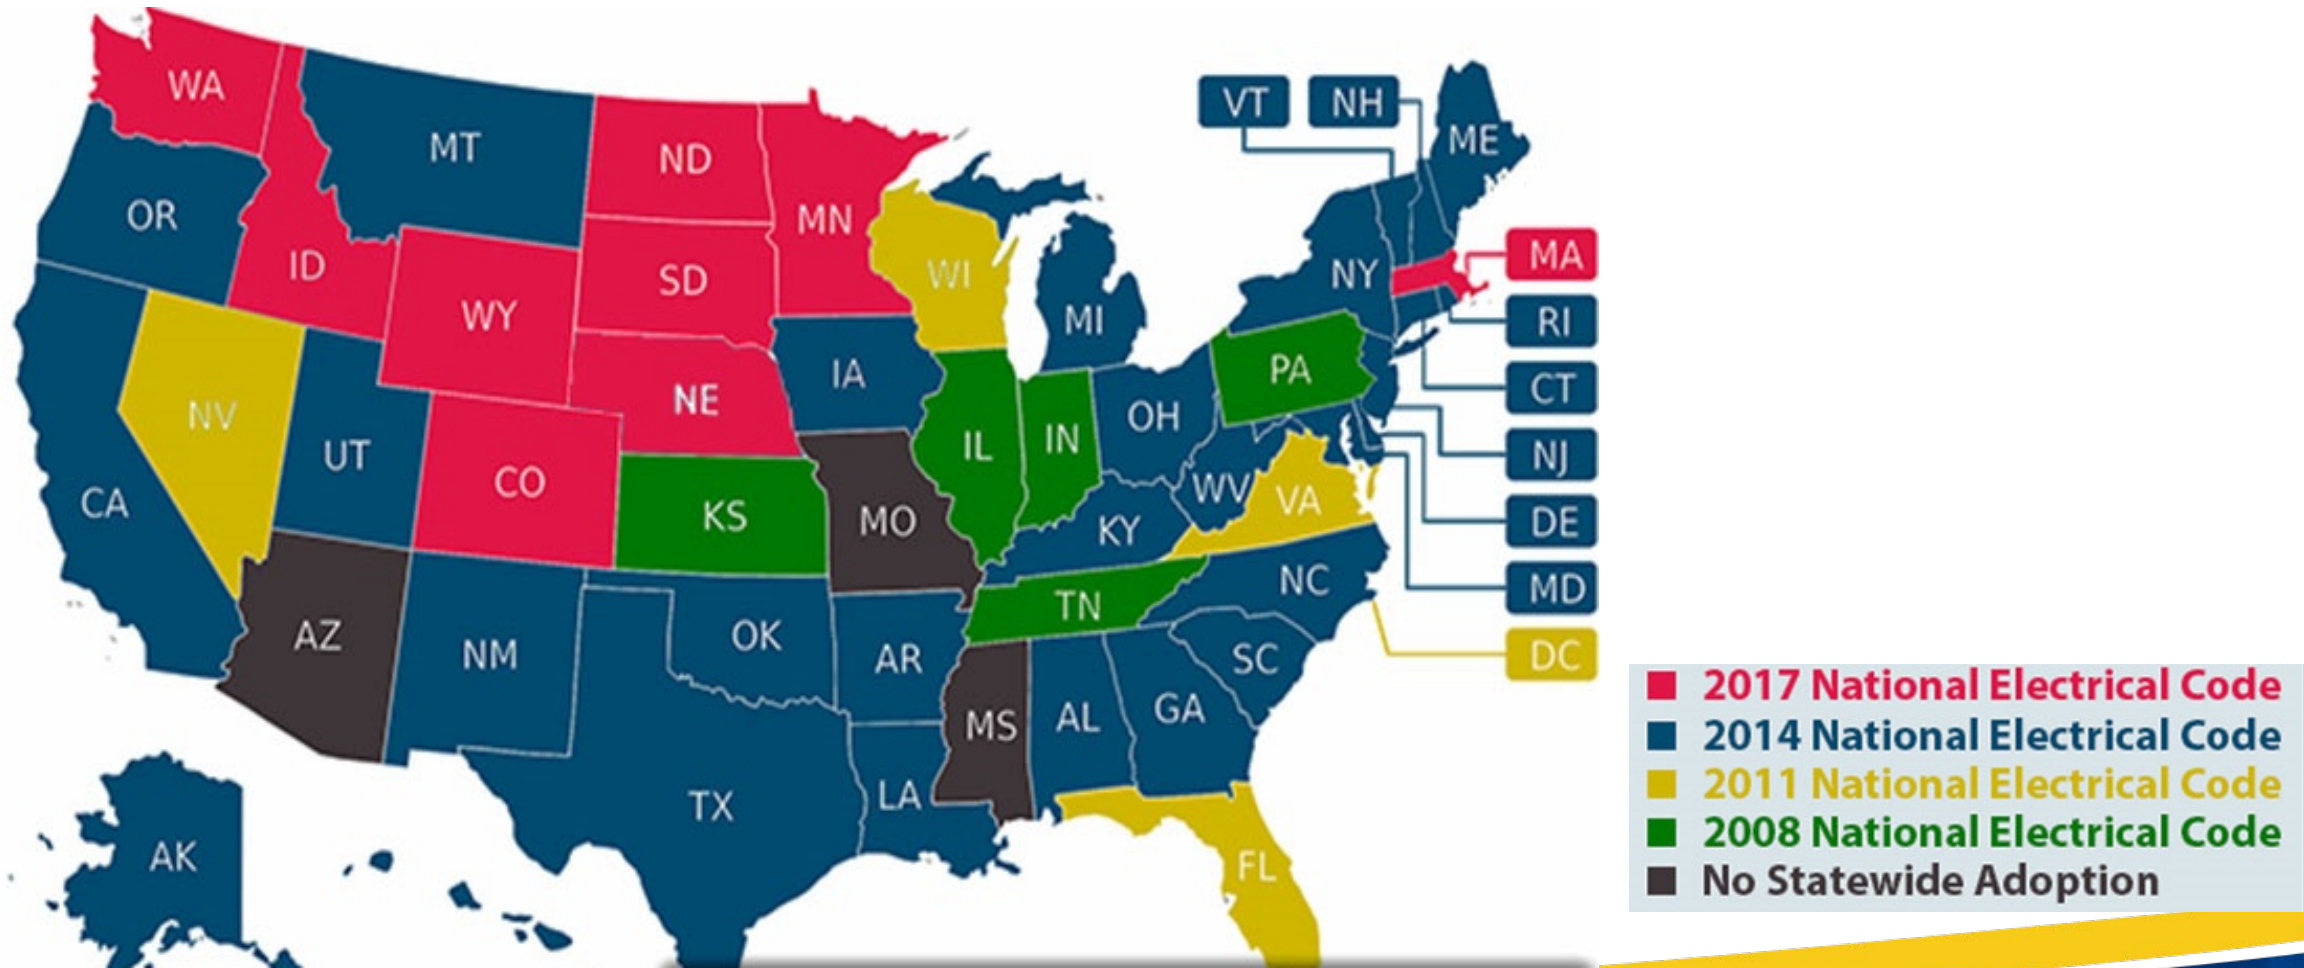 WA
MT
ND
MN
OR
ID
WY
SD
WI
MI
NY
VT
NH
ME
MA
RI
CT
NJ
DE
MD
DC
NV
UT
CA
CO
NE
IA
IL
IN
OH
PA
KS
MO
KY
WV
VA
AZ
NM
OK
AR
TN
NC
SC
MS
AL
GA
TX
LA
FL
AK
2017 National Electrical Code
2014 National Electrical Code
2011 National Electrical Code
2008 National Electrical Code
No Statewide Adoption